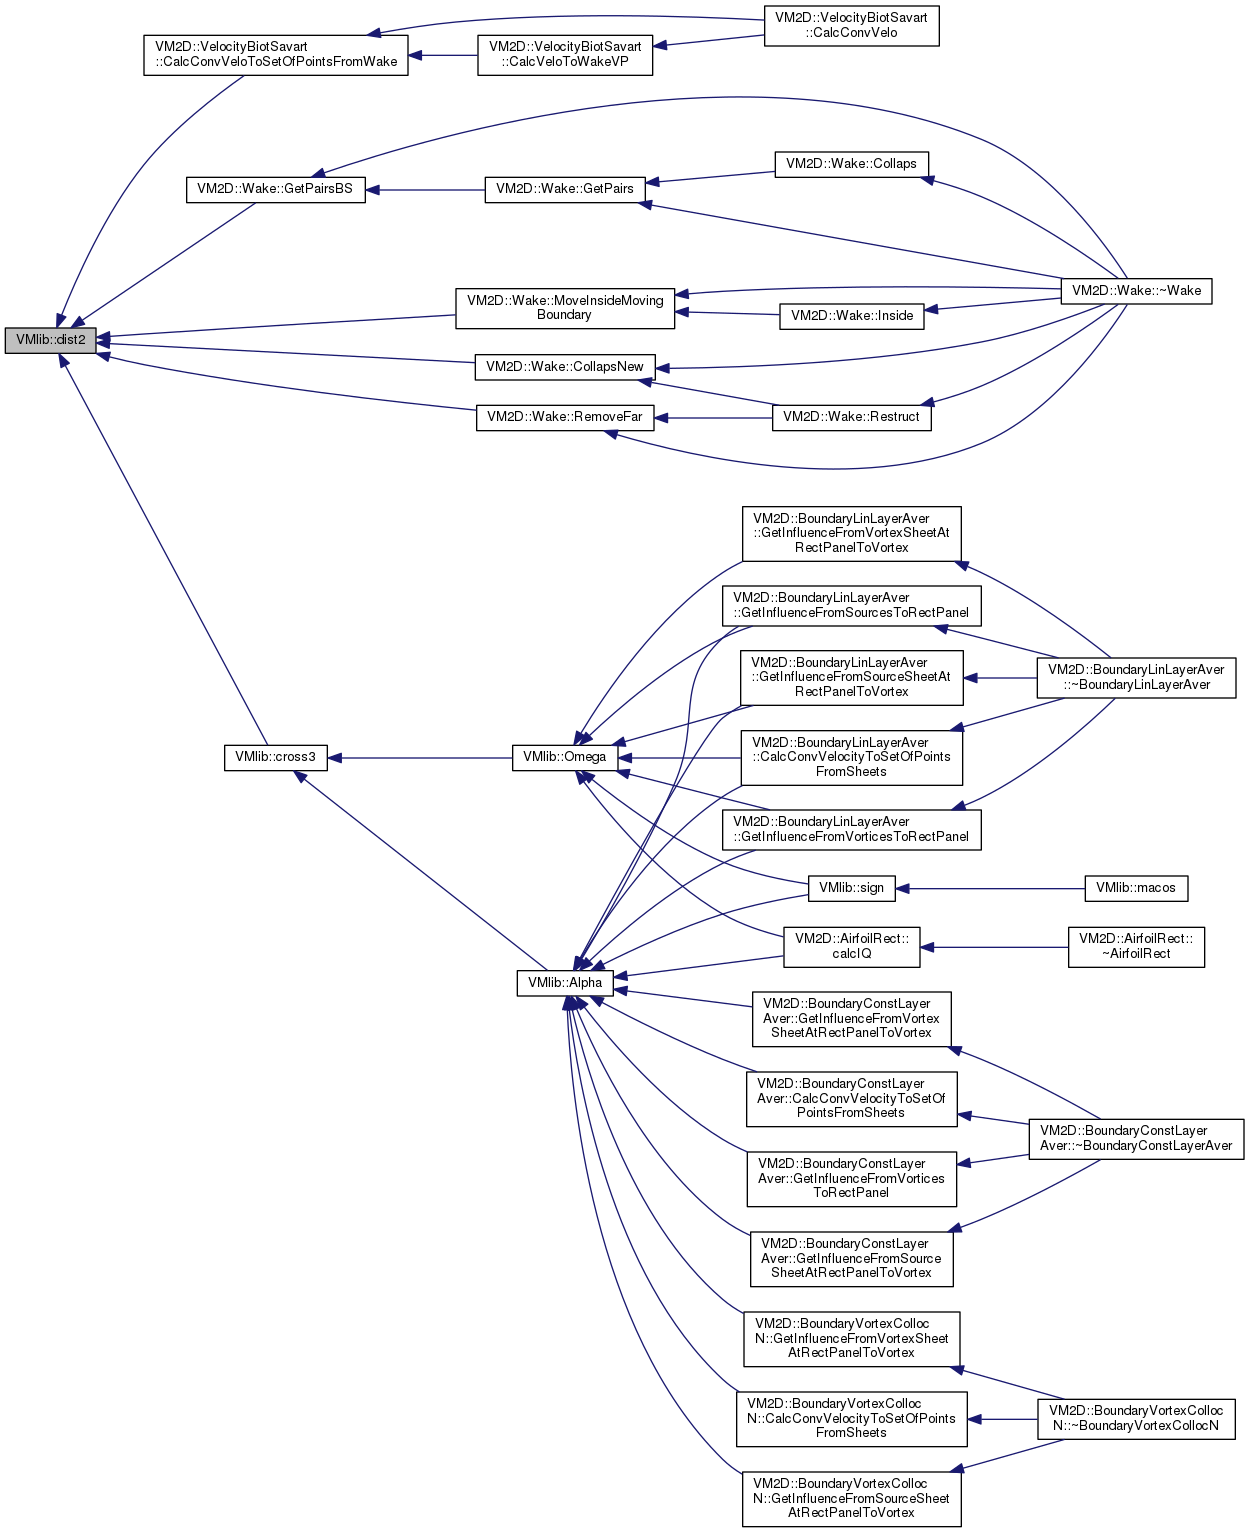 VM2D::VelocityBiotSavart
::CalcConvVelo
VM2D::VelocityBiotSavart
::CalcConvVeloToSetOfPointsFromWake
VM2D::VelocityBiotSavart
::CalcVeloToWakeVP
VM2D::Wake::Collaps
VM2D::Wake::GetPairsBS
VM2D::Wake::GetPairs
VM2D::Wake::~Wake
VM2D::Wake::MoveInsideMoving
Boundary
VM2D::Wake::Inside
VMlib::dist2
VM2D::Wake::CollapsNew
VM2D::Wake::RemoveFar
VM2D::Wake::Restruct
VM2D::BoundaryLinLayerAver
::GetInfluenceFromVortexSheetAt
RectPanelToVortex
VM2D::BoundaryLinLayerAver
::GetInfluenceFromSourcesToRectPanel
VM2D::BoundaryLinLayerAver
::GetInfluenceFromSourceSheetAt
RectPanelToVortex
VM2D::BoundaryLinLayerAver
::~BoundaryLinLayerAver
VMlib::cross3
VMlib::Omega
VM2D::BoundaryLinLayerAver
::CalcConvVelocityToSetOfPoints
FromSheets
VM2D::BoundaryLinLayerAver
::GetInfluenceFromVorticesToRectPanel
VMlib::sign
VMlib::macos
VM2D::AirfoilRect::
calcIQ
VM2D::AirfoilRect::
~AirfoilRect
VMlib::Alpha
VM2D::BoundaryConstLayer
Aver::GetInfluenceFromVortex
SheetAtRectPanelToVortex
VM2D::BoundaryConstLayer
Aver::CalcConvVelocityToSetOf
PointsFromSheets
VM2D::BoundaryConstLayer
Aver::~BoundaryConstLayerAver
VM2D::BoundaryConstLayer
Aver::GetInfluenceFromVortices
ToRectPanel
VM2D::BoundaryConstLayer
Aver::GetInfluenceFromSource
SheetAtRectPanelToVortex
VM2D::BoundaryVortexColloc
N::GetInfluenceFromVortexSheet
AtRectPanelToVortex
VM2D::BoundaryVortexColloc
N::CalcConvVelocityToSetOfPoints
FromSheets
VM2D::BoundaryVortexColloc
N::~BoundaryVortexCollocN
VM2D::BoundaryVortexColloc
N::GetInfluenceFromSourceSheet
AtRectPanelToVortex